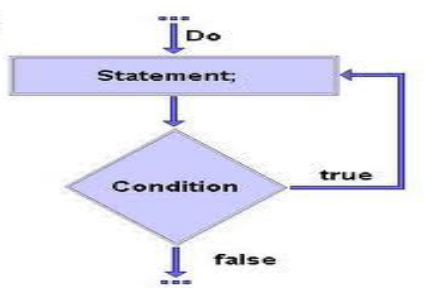 Do
Statement;
Condition
true
false